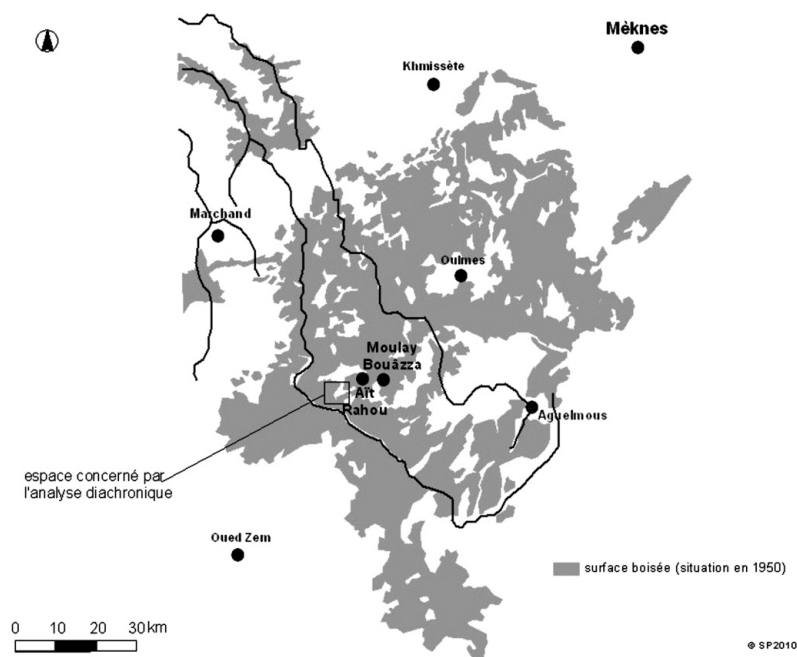 Mèknes
Khmissète
Marchand
Oulmes
Moulay
Bouâzza
Aït
Rahou
Aguelmous
espace concerné par
l'analyse diachronique
Oued Zem
surface boisée (situation en 1950)
0 10 20 30 km
© SP2010